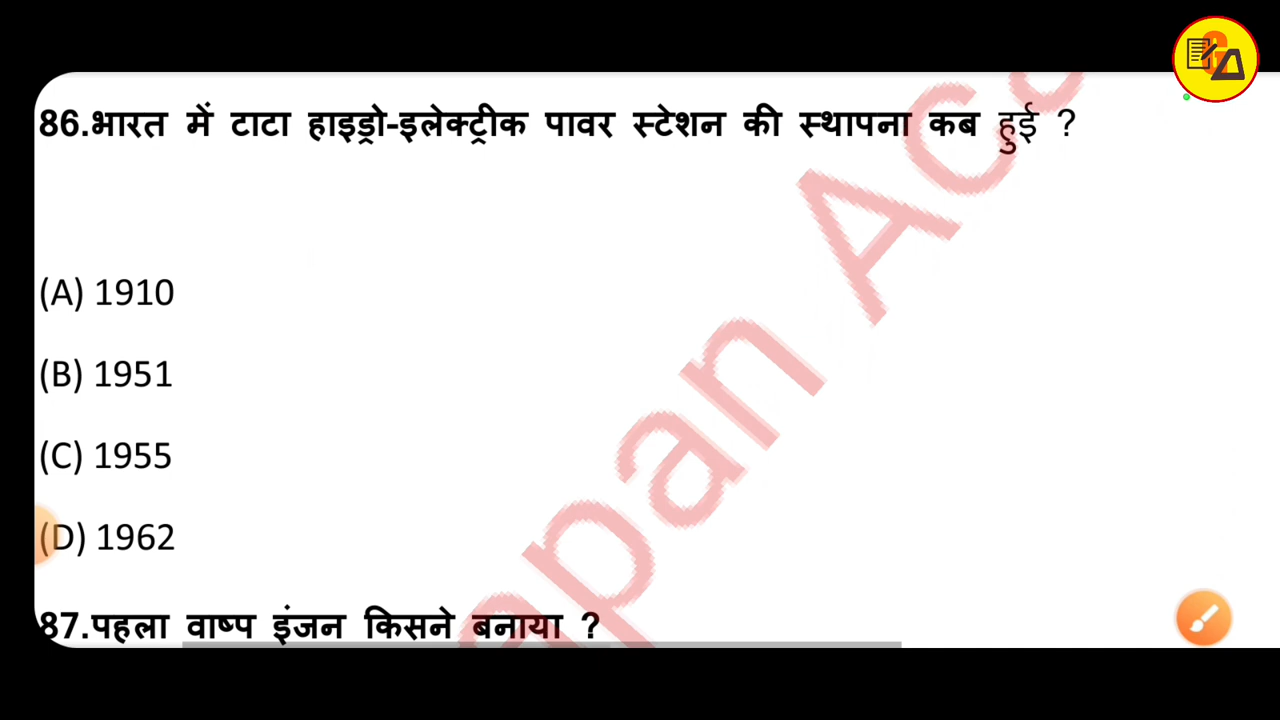 86.भारत में टाटा हाइड्रो-इलेक्ट्रीक पावर स्टेशन की स्थापना कब हुई ?
(A) 1910
(B) 1951
(C) 1955
(D) 1962
87.पहला वाष्प इंजन किसने बनाया ?